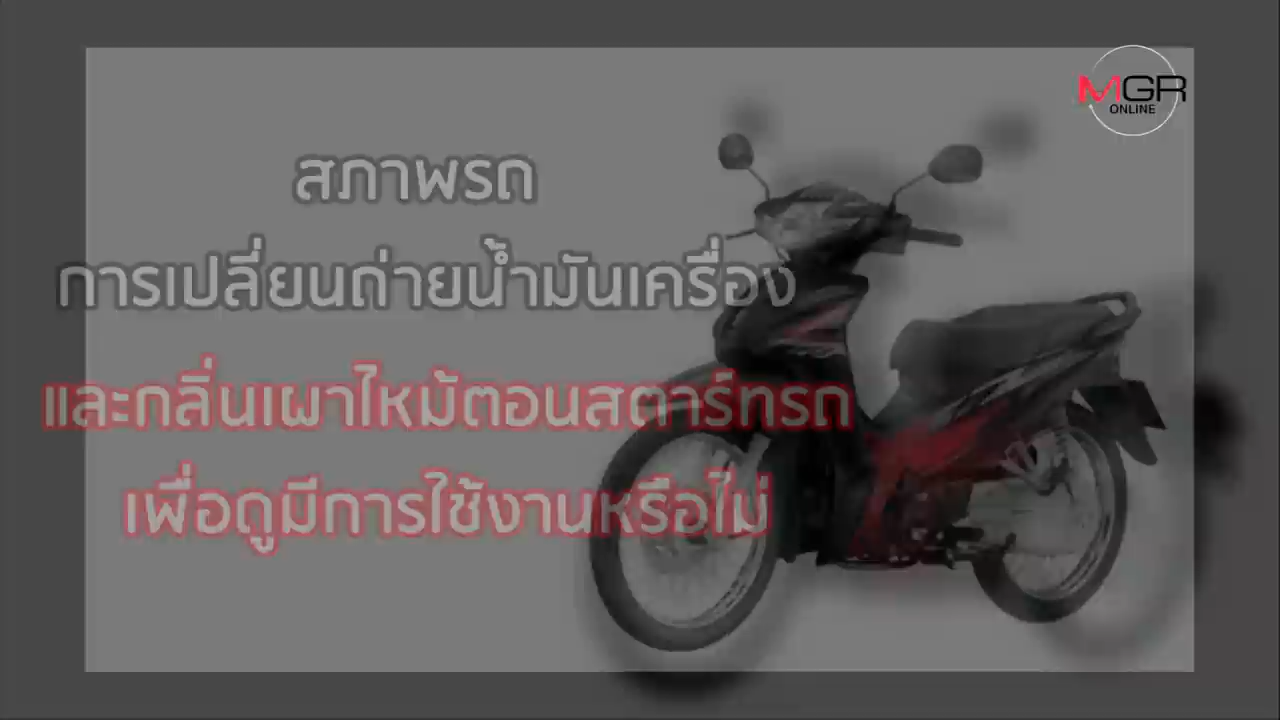 MGR
ONLINE
สภาพรถ
การเปลี่ยนถ่ายน้ำมันเครื่อง
และกลิ่นเผาไหม้ตอนสตาร์ทรถ
เพื่อดูมีการใช้งานหรือไม่